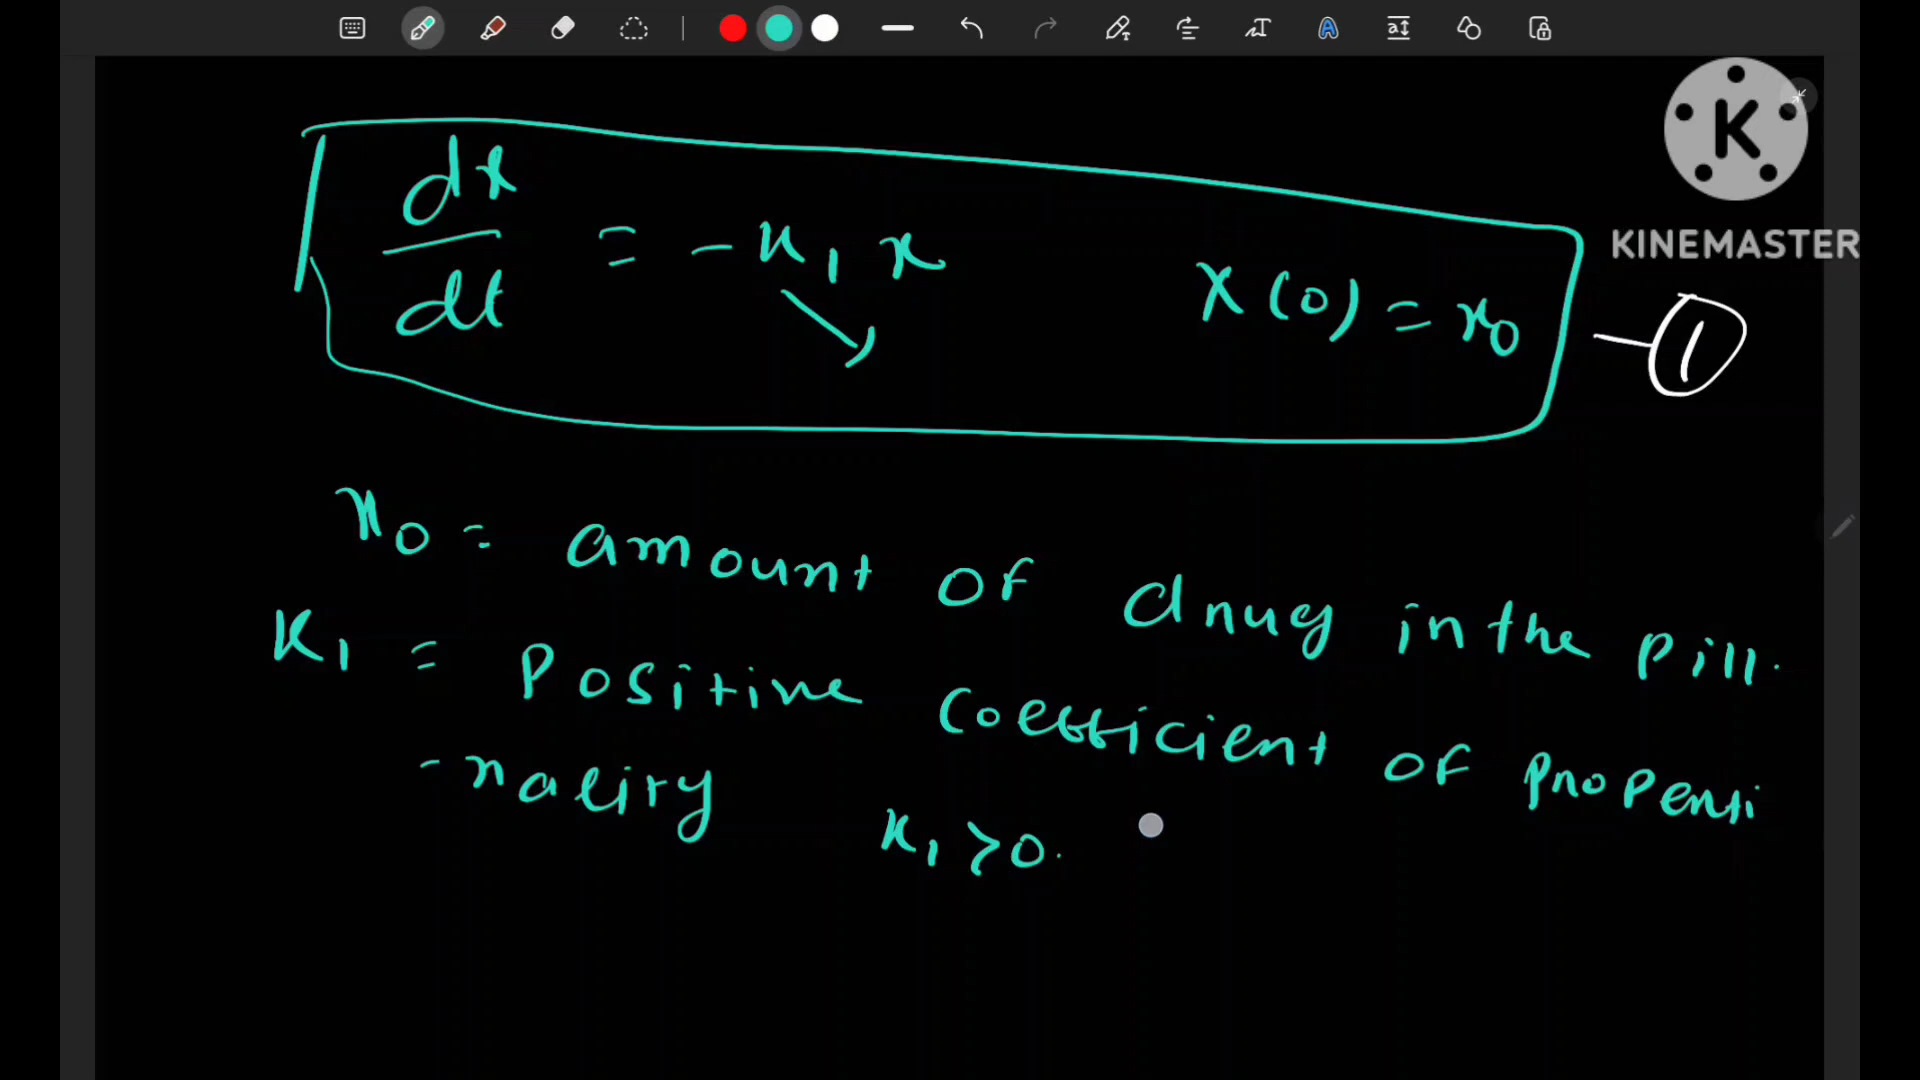 K
KINEMASTER
dx/dt = -K₁ x X(0) = x₀ — ①
x₀ = amount of drug in the pill.
K₁ = Positive Coefficient of Proporti
-nality K₁ > 0.